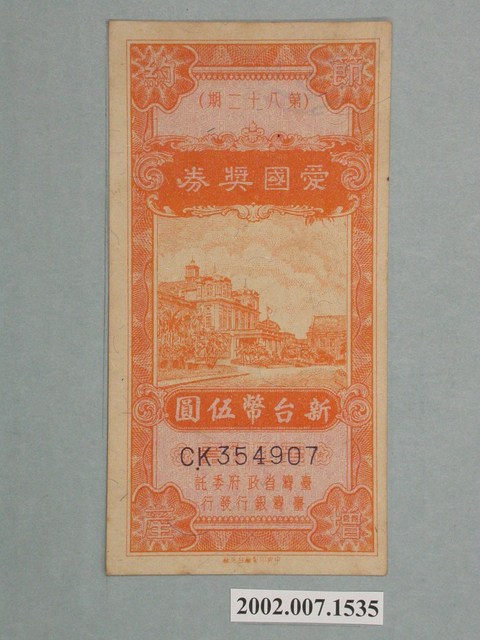 節約
(第八十二期)
愛國獎券
新台幣伍圓
CK354907
臺灣省政府委託
臺灣銀行發行
增產
2002.007.1535